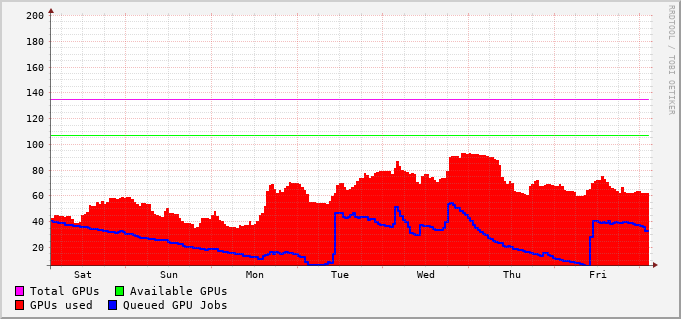 200
180
160
140
120
100
80
60
40
20
Sat Sun Mon Tue Wed Thu Fri
Total GPUs Available GPUs
GPUs used Queued GPU Jobs
RRDTOOL / TOBI OETIKER